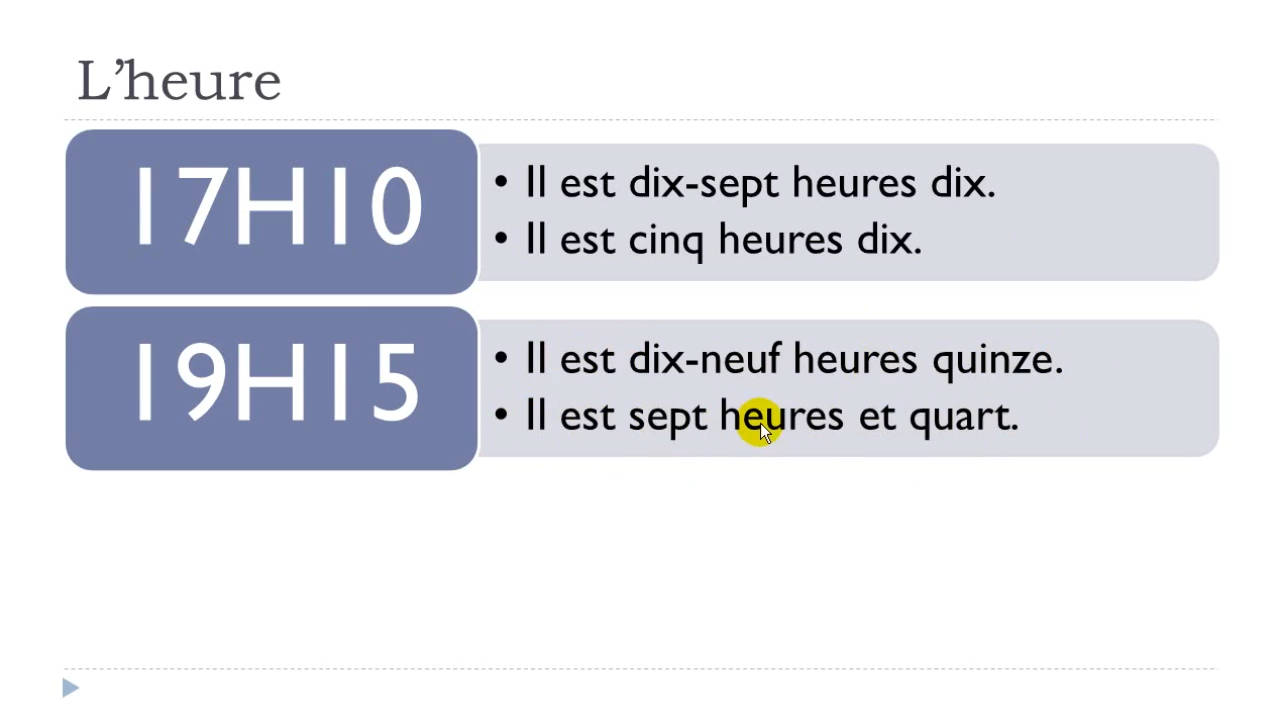 L’heure
17H10
• Il est dix-sept heures dix.
• Il est cinq heures dix.
19H15
• Il est dix-neuf heures quinze.
• Il est sept heures et quart.